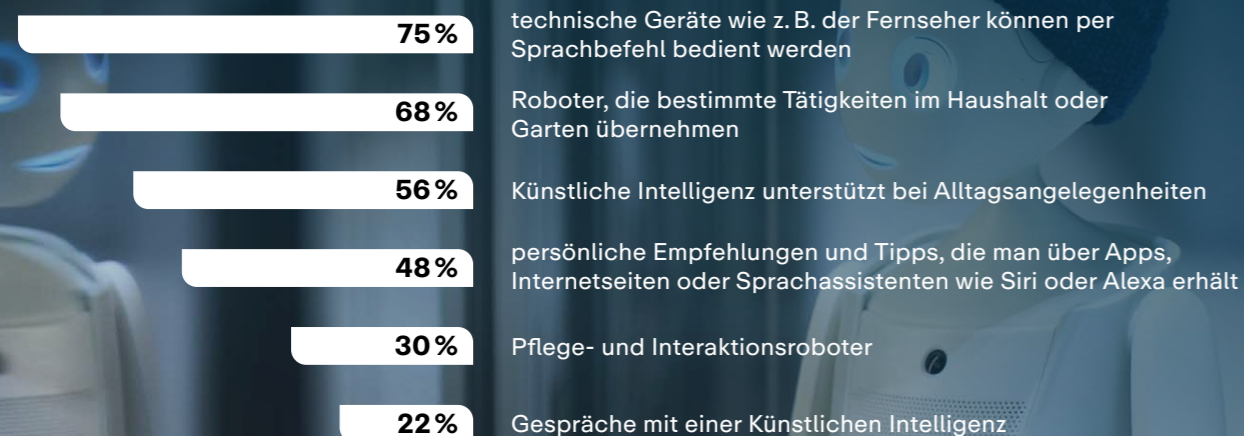 75 %
technische Geräte wie z. B. der Fernseher können per
Sprachbefehl bedient werden
68 %
Roboter, die bestimmte Tätigkeiten im Haushalt oder
Garten übernehmen
56 %
Künstliche Intelligenz unterstützt bei Alltagsangelegenheiten
48 %
persönliche Empfehlungen und Tipps, die man über Apps,
Internetseiten oder Sprachassistenten wie Siri oder Alexa erhält
30 %
Pflege- und Interaktionsroboter
22 %
Gespräche mit einer Künstlichen Intelligenz